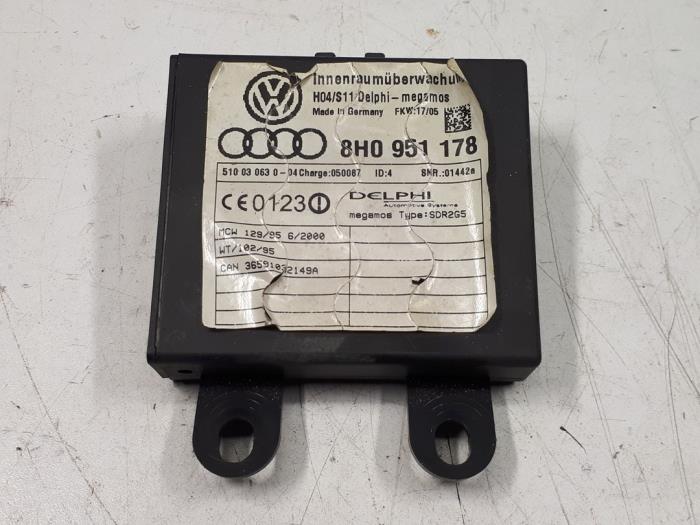 Innenraumüberwachu
H04/S11/Delphi-megamos
Made in Germany FKW:17/05
8H0 951 178
510 03 063 0-04 Charge:050087 ID:4 SNR.:01442a
CE0123 DELPHI
Automotive Systems
megamos Type:SDR2G5
MCW 129/95 6/2000
WT/102/95
CAN 36591032149A